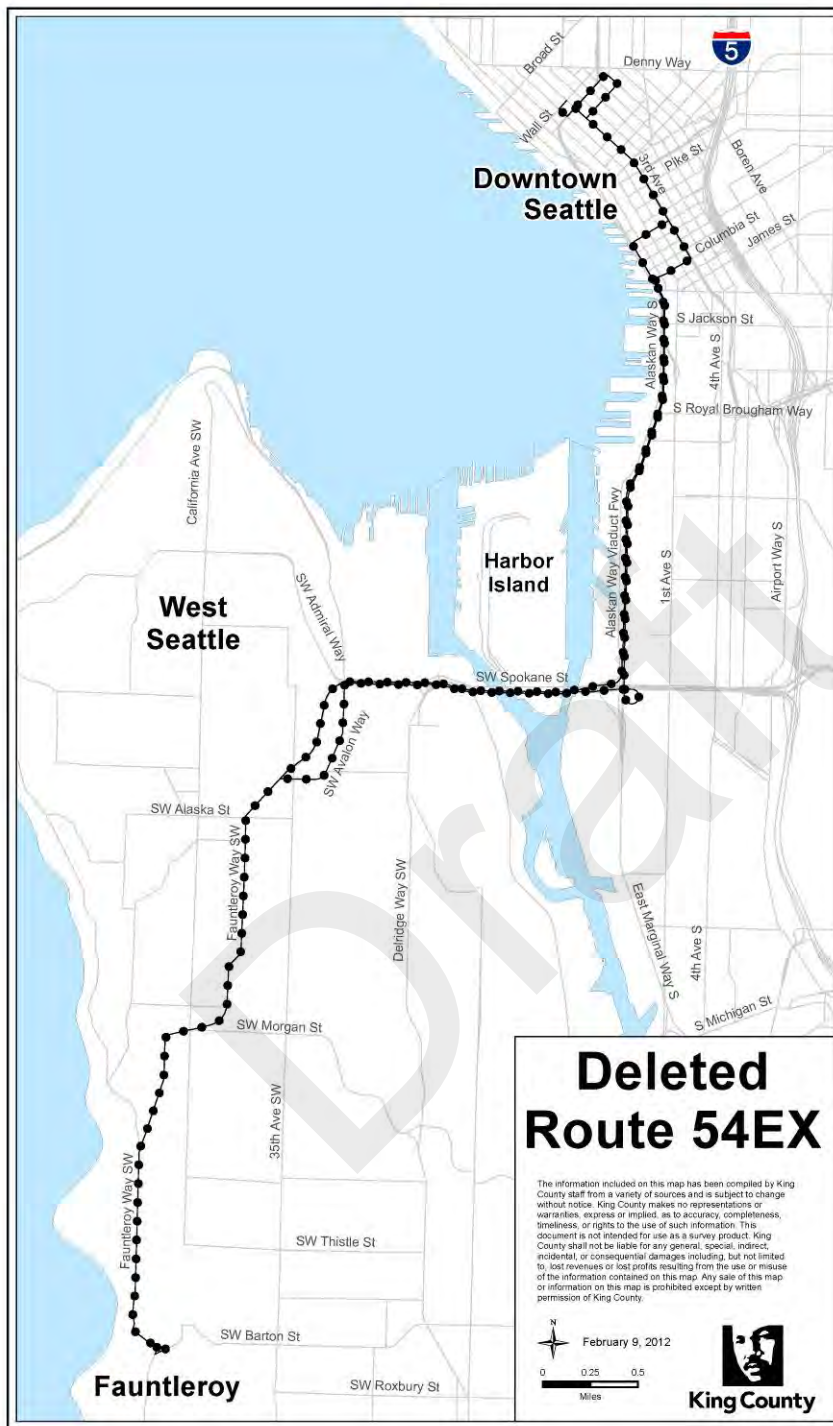 5
Broad St
Denny Way
Wall St
Pike St
Boren Ave
3rd Ave
Downtown
Seattle
Columbia St
James St
Alaskan Way S
S Jackson St
4th Ave S
S Royal Brougham Way
California Ave SW
Alaskan Way Viaduct Fwy
1st Ave S
Airport Way S
Harbor
Island
SW Admiral Way
West
Seattle
SW Spokane St
SW Avalon Way
SW Alaska St
Fauntleroy Way SW
Delridge Way SW
East Marginal Way S
4th Ave S
S Michigan St
SW Morgan St
35th Ave SW
Fauntleroy Way SW
SW Thistle St
SW Barton St
Fauntleroy
SW Roxbury St
Draft
Deleted
Route 54EX
The information included on this map has been compiled by King
County staff from a variety of sources and is subject to change
without notice. King County makes no representations or
warranties, express or implied, as to accuracy, completeness,
timeliness, or rights to the use of such information. This
document is not intended for use as a survey product. King
County shall not be liable for any general, special, indirect,
incidental, or consequential damages including, but not limited
to, lost revenues or lost profits resulting from the use or misuse
of the information contained on this map. Any sale of this map
or information on this map is prohibited except by written
permission of King County.
N
February 9, 2012
0 0.25 0.5
Miles
King County